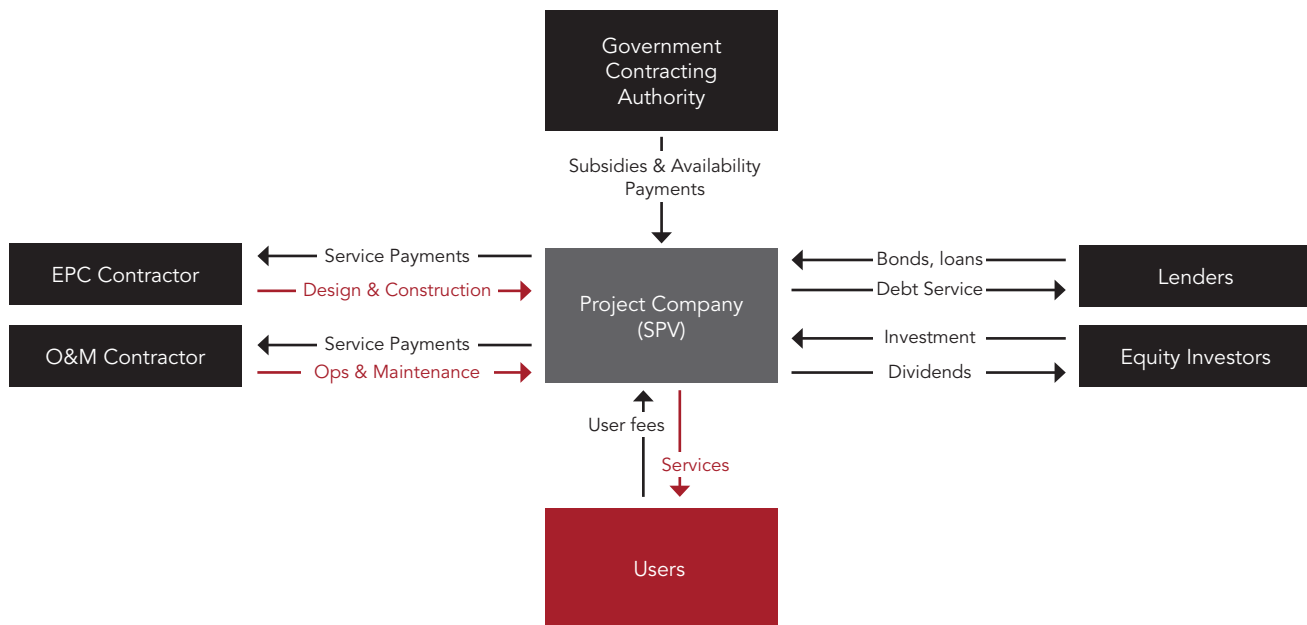 Government
Contracting
Authority
Subsidies & Availability
Payments
EPC Contractor
Service Payments
Design & Construction
O&M Contractor
Service Payments
Ops & Maintenance
Project Company
(SPV)
Bonds, loans
Debt Service
Lenders
Investment
Dividends
Equity Investors
User fees
Services
Users